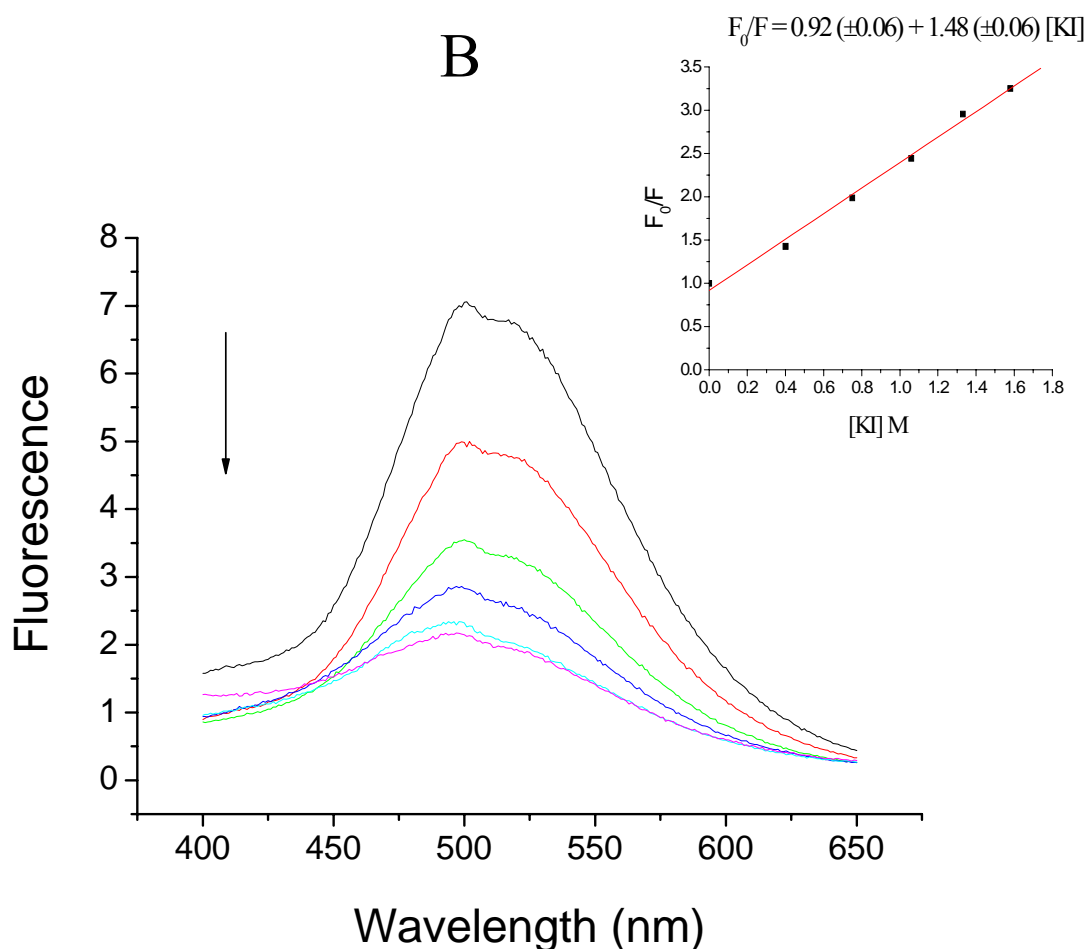 F₀/F = 0.92 (±0.06) + 1.48 (±0.06) [KI]
B
3.5
3.0
2.5
2.0
1.5
1.0
0.5
0.0
F₀/F
0.0 0.2 0.4 0.6 0.8 1.0 1.2 1.4 1.6 1.8
[KI] M
8
7
6
5
4
3
2
1
0
Fluorescence
400 450 500 550 600 650
Wavelength (nm)